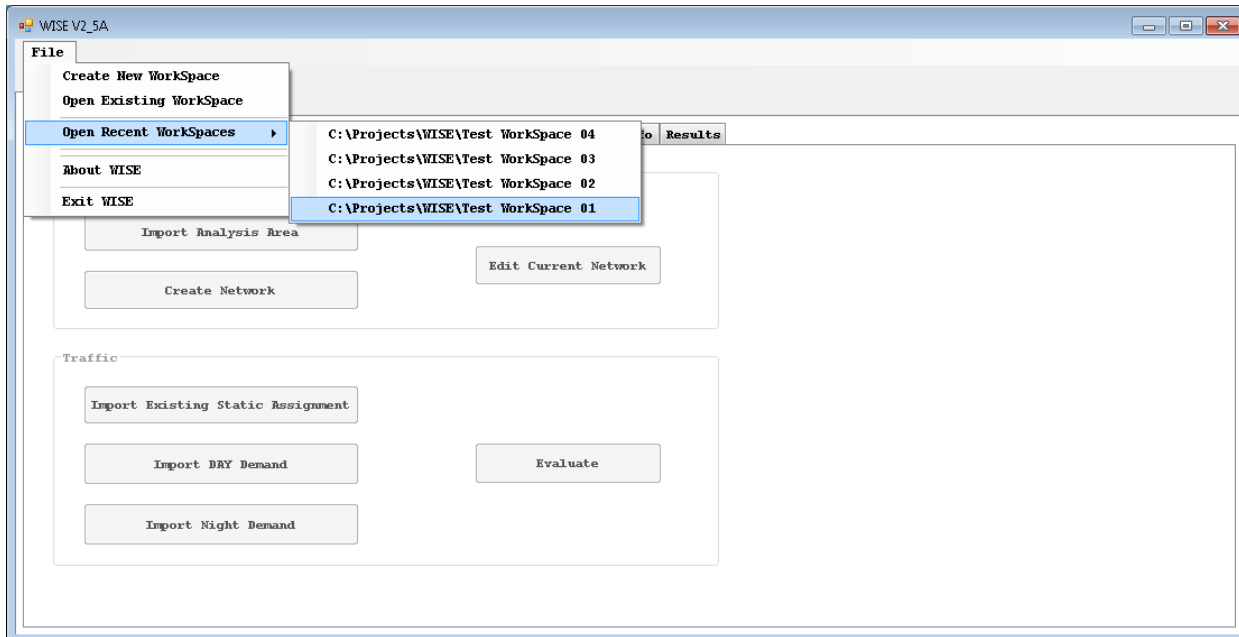 WISE V2_5A
File
Create New WorkSpace
Open Existing WorkSpace
Open Recent WorkSpaces
C:\Projects\WISE\Test WorkSpace 04
Results
C:\Projects\WISE\Test WorkSpace 03
About WISE
C:\Projects\WISE\Test WorkSpace 02
Exit WISE
C:\Projects\WISE\Test WorkSpace 01
Import Analysis Area
Edit Current Network
Create Network
Traffic
Import Existing Static Assignment
Import DAY Demand
Evaluate
Import Night Demand